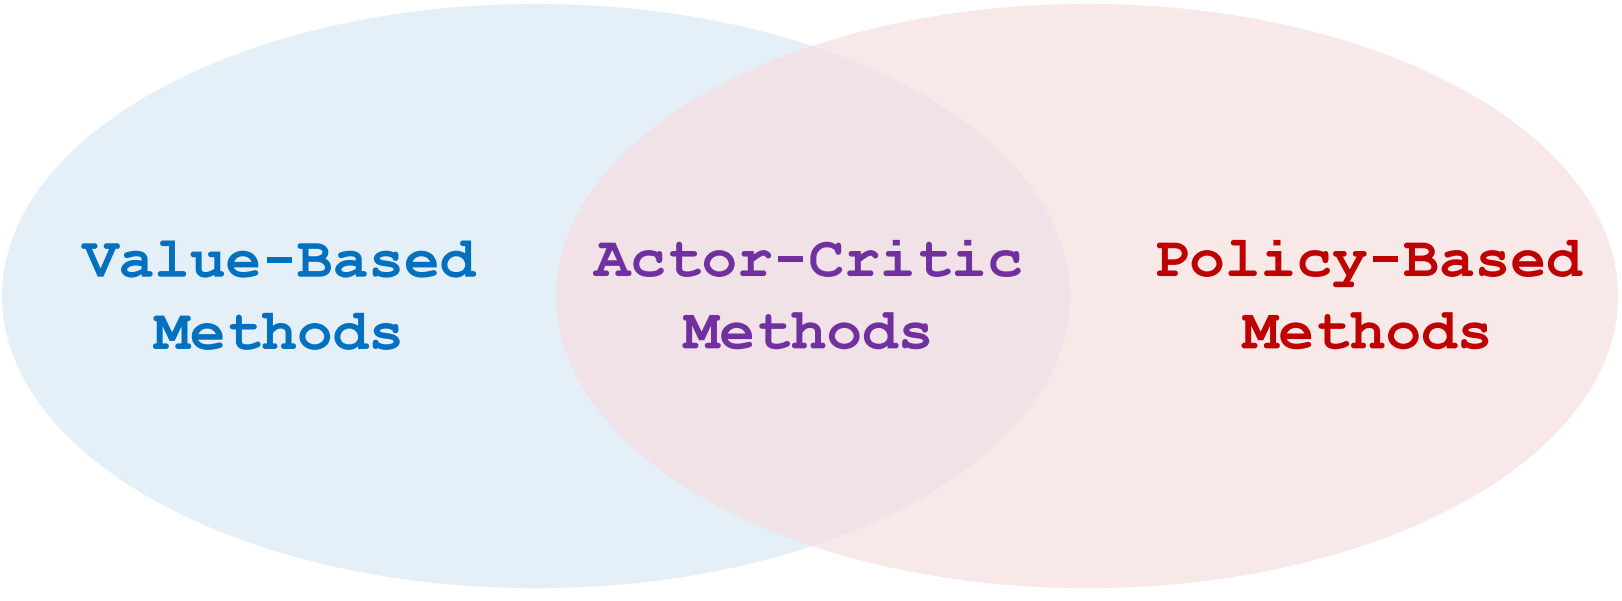 Value-Based
Methods
Actor-Critic
Methods
Policy-Based
Methods